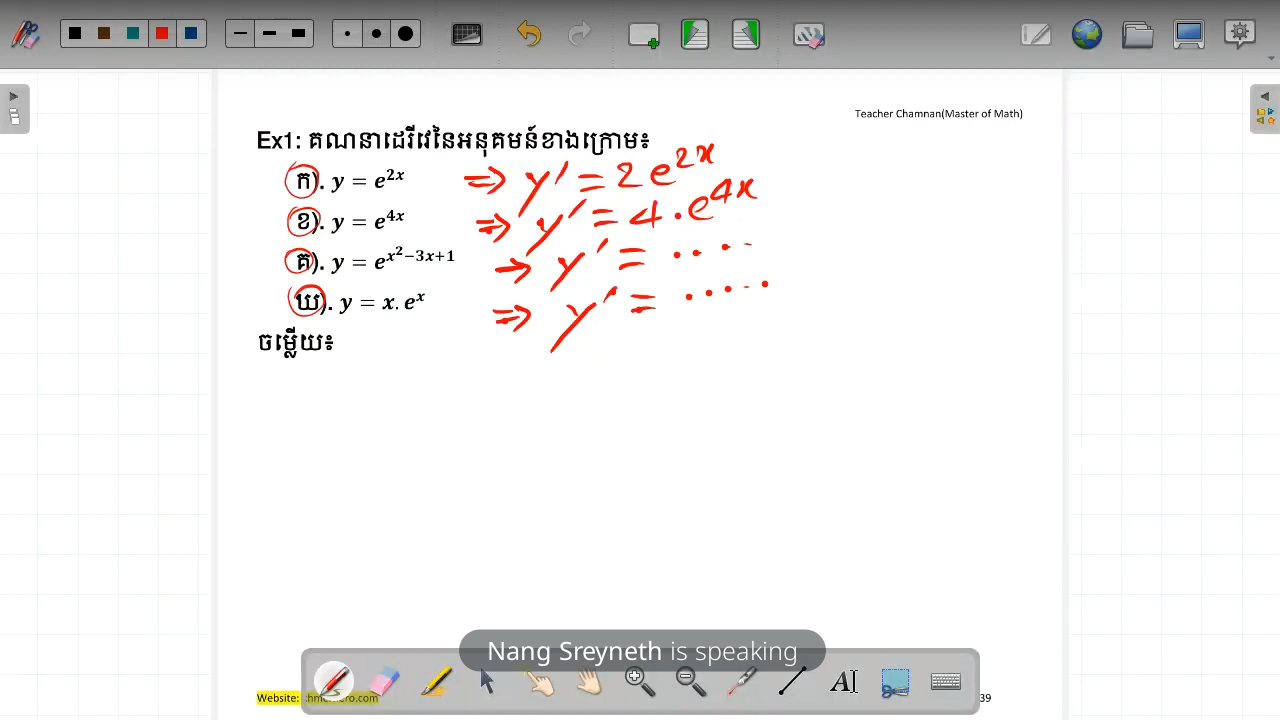 Teacher Chamnan(Master of Math)
Ex1: គណនាដេរីវេនៃអនុគមន៍ខាងក្រោម៖
ក). y = e^{2x} ⇒ y' = 2e^{2x}
ខ). y = e^{4x} ⇒ y' = 4 · e^{4x}
គ). y = e^{x^2−3x+1} ⇒ y' = ....
ឃ). y = x. e^x ⇒ y' = .....
ចម្លើយ៖
Nang Sreyneth is speaking
Website:
39